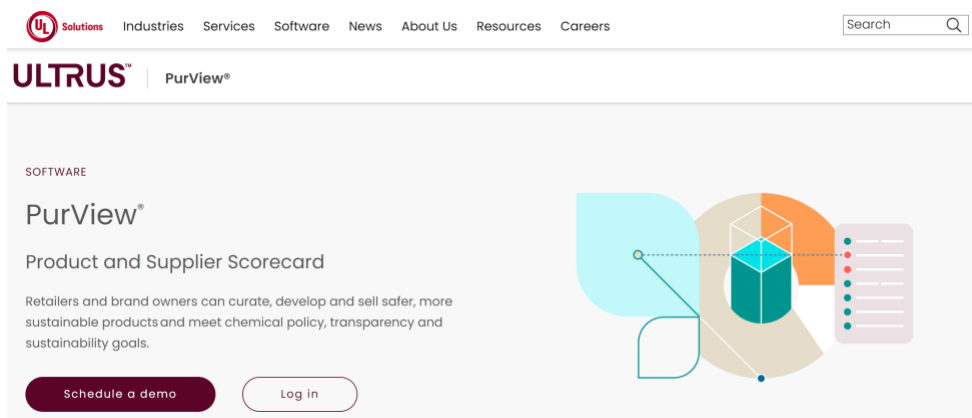 UL Solutions Industries Services Software News About Us Resources Careers Search
ULTRUS™ PurView®
SOFTWARE
PurView®
Product and Supplier Scorecard
Retailers and brand owners can curate, develop and sell safer, more
sustainable products and meet chemical policy, transparency and
sustainability goals.
Schedule a demo Log in